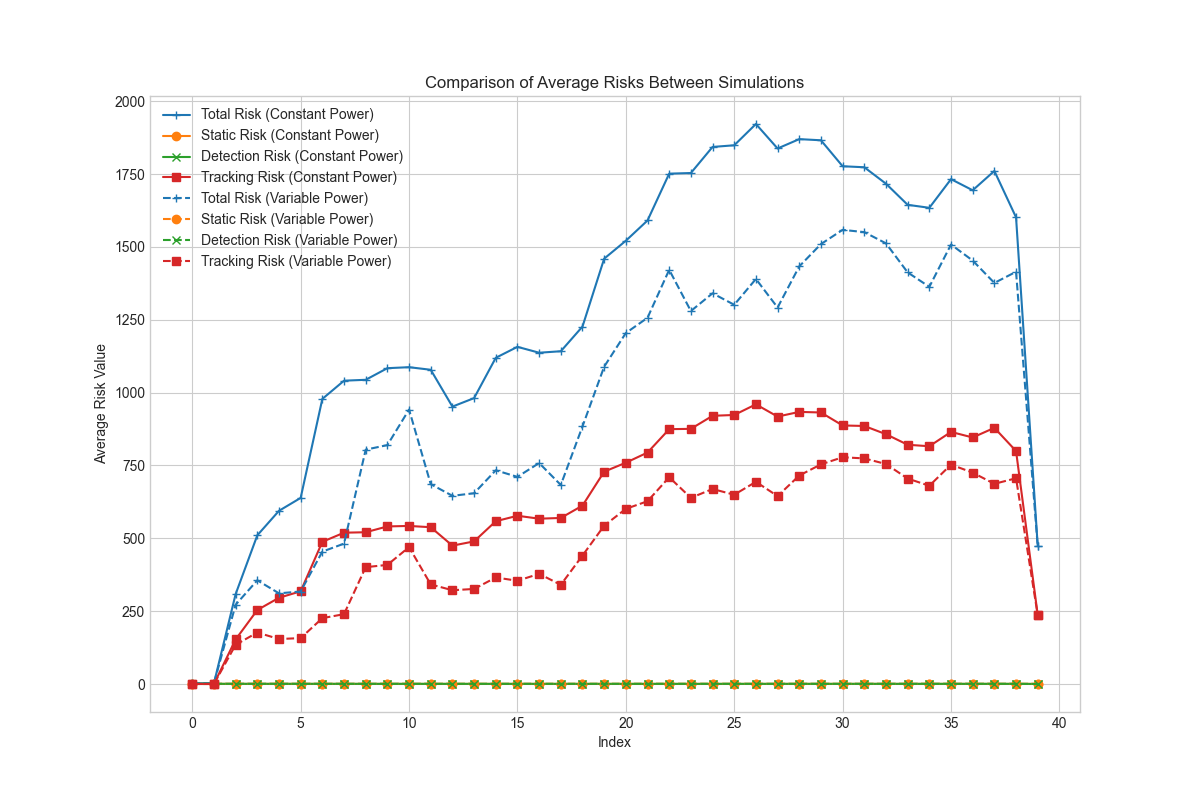 Comparison of Average Risks Between Simulations
2000
1750
1500
1250
1000
750
500
250
0
Average Risk Value
Total Risk (Constant Power)
Static Risk (Constant Power)
Detection Risk (Constant Power)
Tracking Risk (Constant Power)
Total Risk (Variable Power)
Static Risk (Variable Power)
Detection Risk (Variable Power)
Tracking Risk (Variable Power)
0 5 10 15 20 25 30 35 40
Index